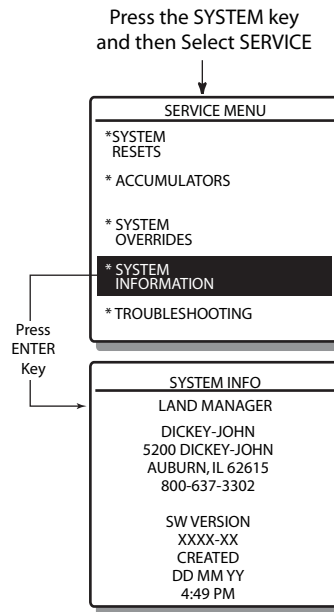 Press the SYSTEM key
and then Select SERVICE
SERVICE MENU
*SYSTEM
RESETS
* ACCUMULATORS
* SYSTEM
OVERRIDES
* SYSTEM
INFORMATION
* TROUBLESHOOTING
Press
ENTER
Key
SYSTEM INFO
LAND MANAGER
DICKEY-JOHN
5200 DICKEY-JOHN
AUBURN, IL 62615
800-637-3302
SW VERSION
XXXX-XX
CREATED
DD MM YY
4:49 PM